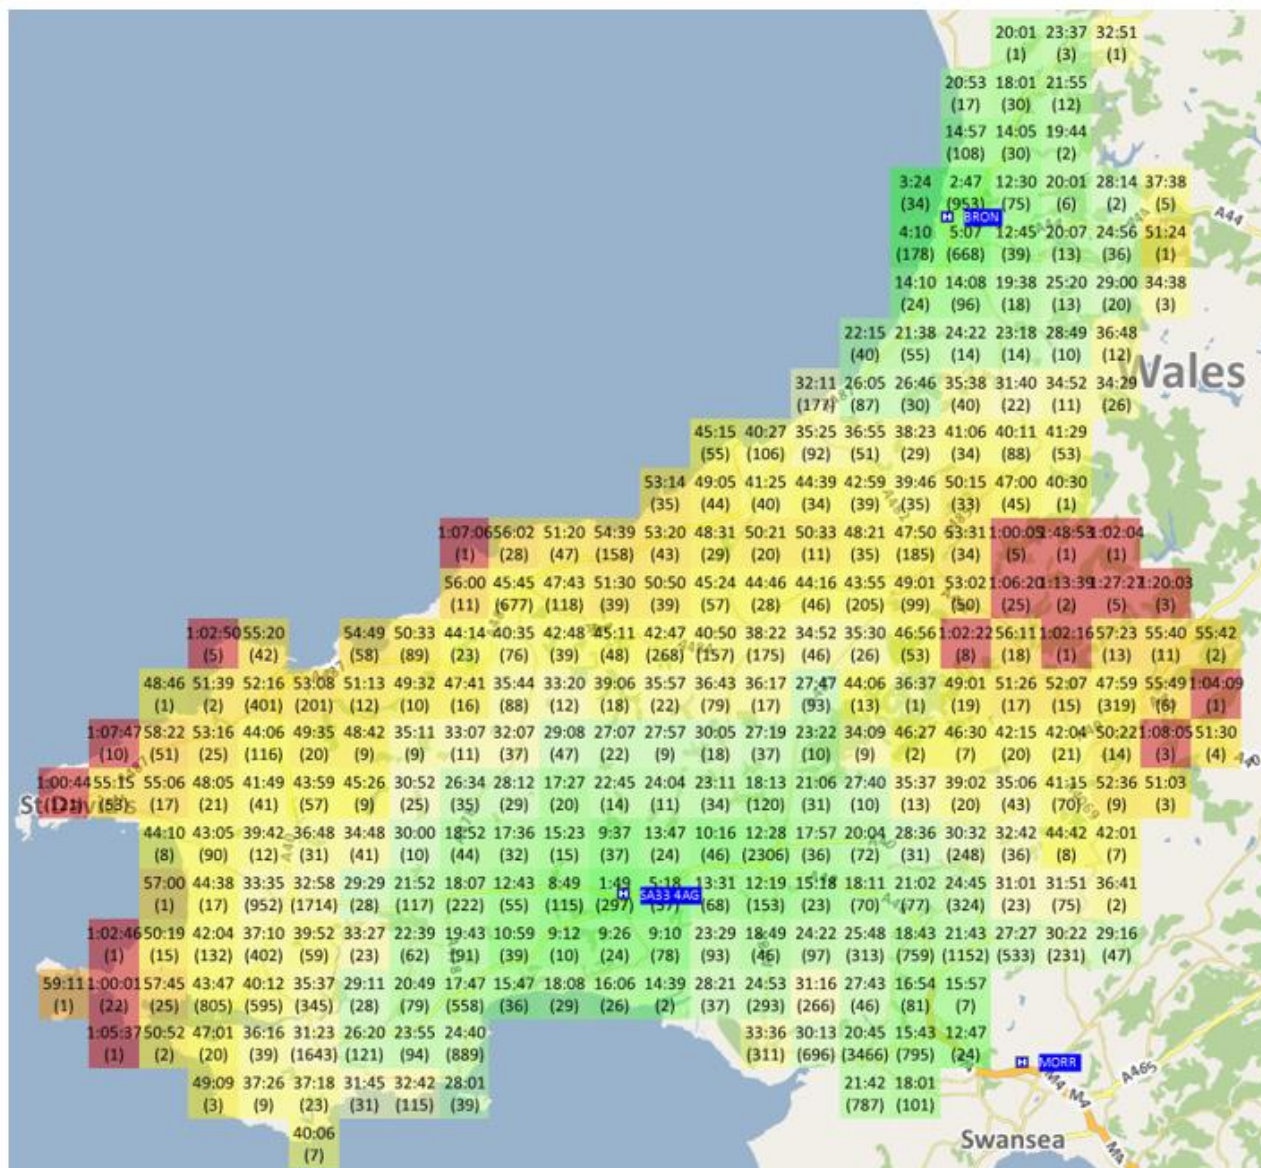 20:01 23:37 32:51
(1) (3) (1)
20:53 18:01 21:55
(17) (30) (12)
14:57 14:05 19:44
(108) (30) (2)
3:24 2:47 12:30 20:01 28:14 37:38
(34) (953) (75) (6) (2) (5)
A44
BRON
4:10 5:07 12:45 20:07 24:56 51:24
(178) (668) (39) (13) (36) (1)
14:10 14:08 19:38 25:20 29:00 34:38
(24) (96) (18) (13) (20) (3)
22:15 21:38 24:22 23:18 28:49 36:48
(40) (55) (14) (14) (10) (12)
Wales
32:11 26:05 26:46 35:38 31:40 34:52 34:29
(177) (87) (30) (40) (22) (11) (26)
45:15 40:27 35:25 36:55 38:23 41:06 40:11 41:29
(55) (106) (92) (51) (29) (34) (88) (53)
53:14 49:05 41:25 44:39 42:59 39:46 50:15 47:00 40:30
(35) (44) (40) (34) (39) (35) (33) (45) (1)
1:07:06 56:02 51:20 54:39 53:20 48:31 50:21 50:33 48:21 47:50 53:31 1:00:05 2:48:53 1:02:04
(1) (28) (47) (158) (43) (29) (20) (11) (35) (185) (34) (5) (1) (1)
56:00 45:45 47:43 51:30 50:50 45:24 44:46 44:16 43:55 49:01 53:02 1:06:20 1:13:39 1:27:27 1:20:03
(11) (677) (118) (39) (39) (57) (28) (46) (205) (99) (50) (25) (2) (5) (3)
1:02:50 55:20 54:49 50:33 44:14 40:35 42:48 45:11 42:47 40:50 38:22 34:52 35:30 46:56 1:02:22 56:11 1:02:16 57:23 55:40 55:42
(5) (42) (58) (89) (23) (76) (39) (48) (268) (157) (175) (46) (26) (53) (8) (18) (1) (13) (11) (2)
48:46 51:39 52:16 53:08 51:13 49:32 47:41 35:44 33:20 39:06 35:57 36:43 36:17 27:47 44:06 36:37 49:01 51:26 52:07 47:59 55:49 1:04:09
(1) (2) (401) (201) (12) (10) (16) (88) (12) (18) (22) (79) (17) (93) (13) (1) (19) (17) (15) (319) (6) (1)
1:07:47 58:22 53:16 44:06 49:35 48:42 35:11 33:07 32:07 29:08 27:07 27:57 30:05 27:19 23:22 34:09 46:27 46:30 42:15 42:04 50:22 1:08:05 51:30
(10) (51) (25) (116) (20) (9) (9) (11) (37) (47) (22) (9) (18) (37) (10) (9) (2) (7) (20) (21) (14) (3) (4)
1:00:44 55:15 55:06 48:05 41:49 43:59 45:26 30:52 26:34 28:12 17:27 22:45 24:04 23:11 18:13 21:06 27:40 35:37 39:02 35:06 41:15 52:36 51:03
(121) (53) (17) (21) (41) (57) (9) (25) (35) (29) (20) (14) (11) (34) (120) (31) (10) (13) (20) (43) (70) (9) (3)
St Davids
44:10 43:05 39:42 36:48 34:48 30:00 18:52 17:36 15:23 9:37 13:47 10:16 12:28 17:57 20:04 28:36 30:32 32:42 44:42 42:01
(8) (90) (12) (31) (41) (10) (44) (32) (15) (37) (24) (46) (2306) (36) (72) (31) (248) (36) (8) (7)
57:00 44:38 33:35 32:58 29:29 21:52 18:07 12:43 8:49 1:49 5:18 13:31 12:19 15:18 18:11 21:02 24:45 31:01 31:51 36:41
SA33 4AG
(1) (17) (952) (1714) (28) (117) (222) (55) (115) (297) (57) (68) (153) (23) (70) (77) (324) (23) (75) (2)
1:02:46 50:19 42:04 37:10 39:52 33:27 22:39 19:43 10:59 9:12 9:26 9:10 23:29 18:49 24:22 25:48 18:43 21:43 27:27 30:22 29:16
(1) (15) (132) (402) (59) (23) (62) (91) (39) (10) (24) (78) (93) (46) (97) (313) (759) (1152) (533) (231) (47)
59:11 1:00:01 57:45 43:47 40:12 35:37 29:11 20:49 17:47 15:47 18:08 16:06 14:39 28:21 24:53 31:16 27:43 16:54 15:57
(1) (22) (25) (805) (595) (345) (28) (79) (558) (36) (29) (26) (2) (37) (293) (266) (46) (81) (7)
1:05:37 50:52 47:01 36:16 31:23 26:20 23:55 24:40 33:36 30:13 20:45 15:43 12:47
(1) (2) (20) (39) (1643) (121) (94) (889) (311) (696) (3466) (795) (24)
MORR
A465
M4 M4
49:09 37:26 37:18 31:45 32:42 28:01 21:42 18:01
(3) (9) (23) (31) (115) (39) (787) (101)
40:06
(7)
Swansea